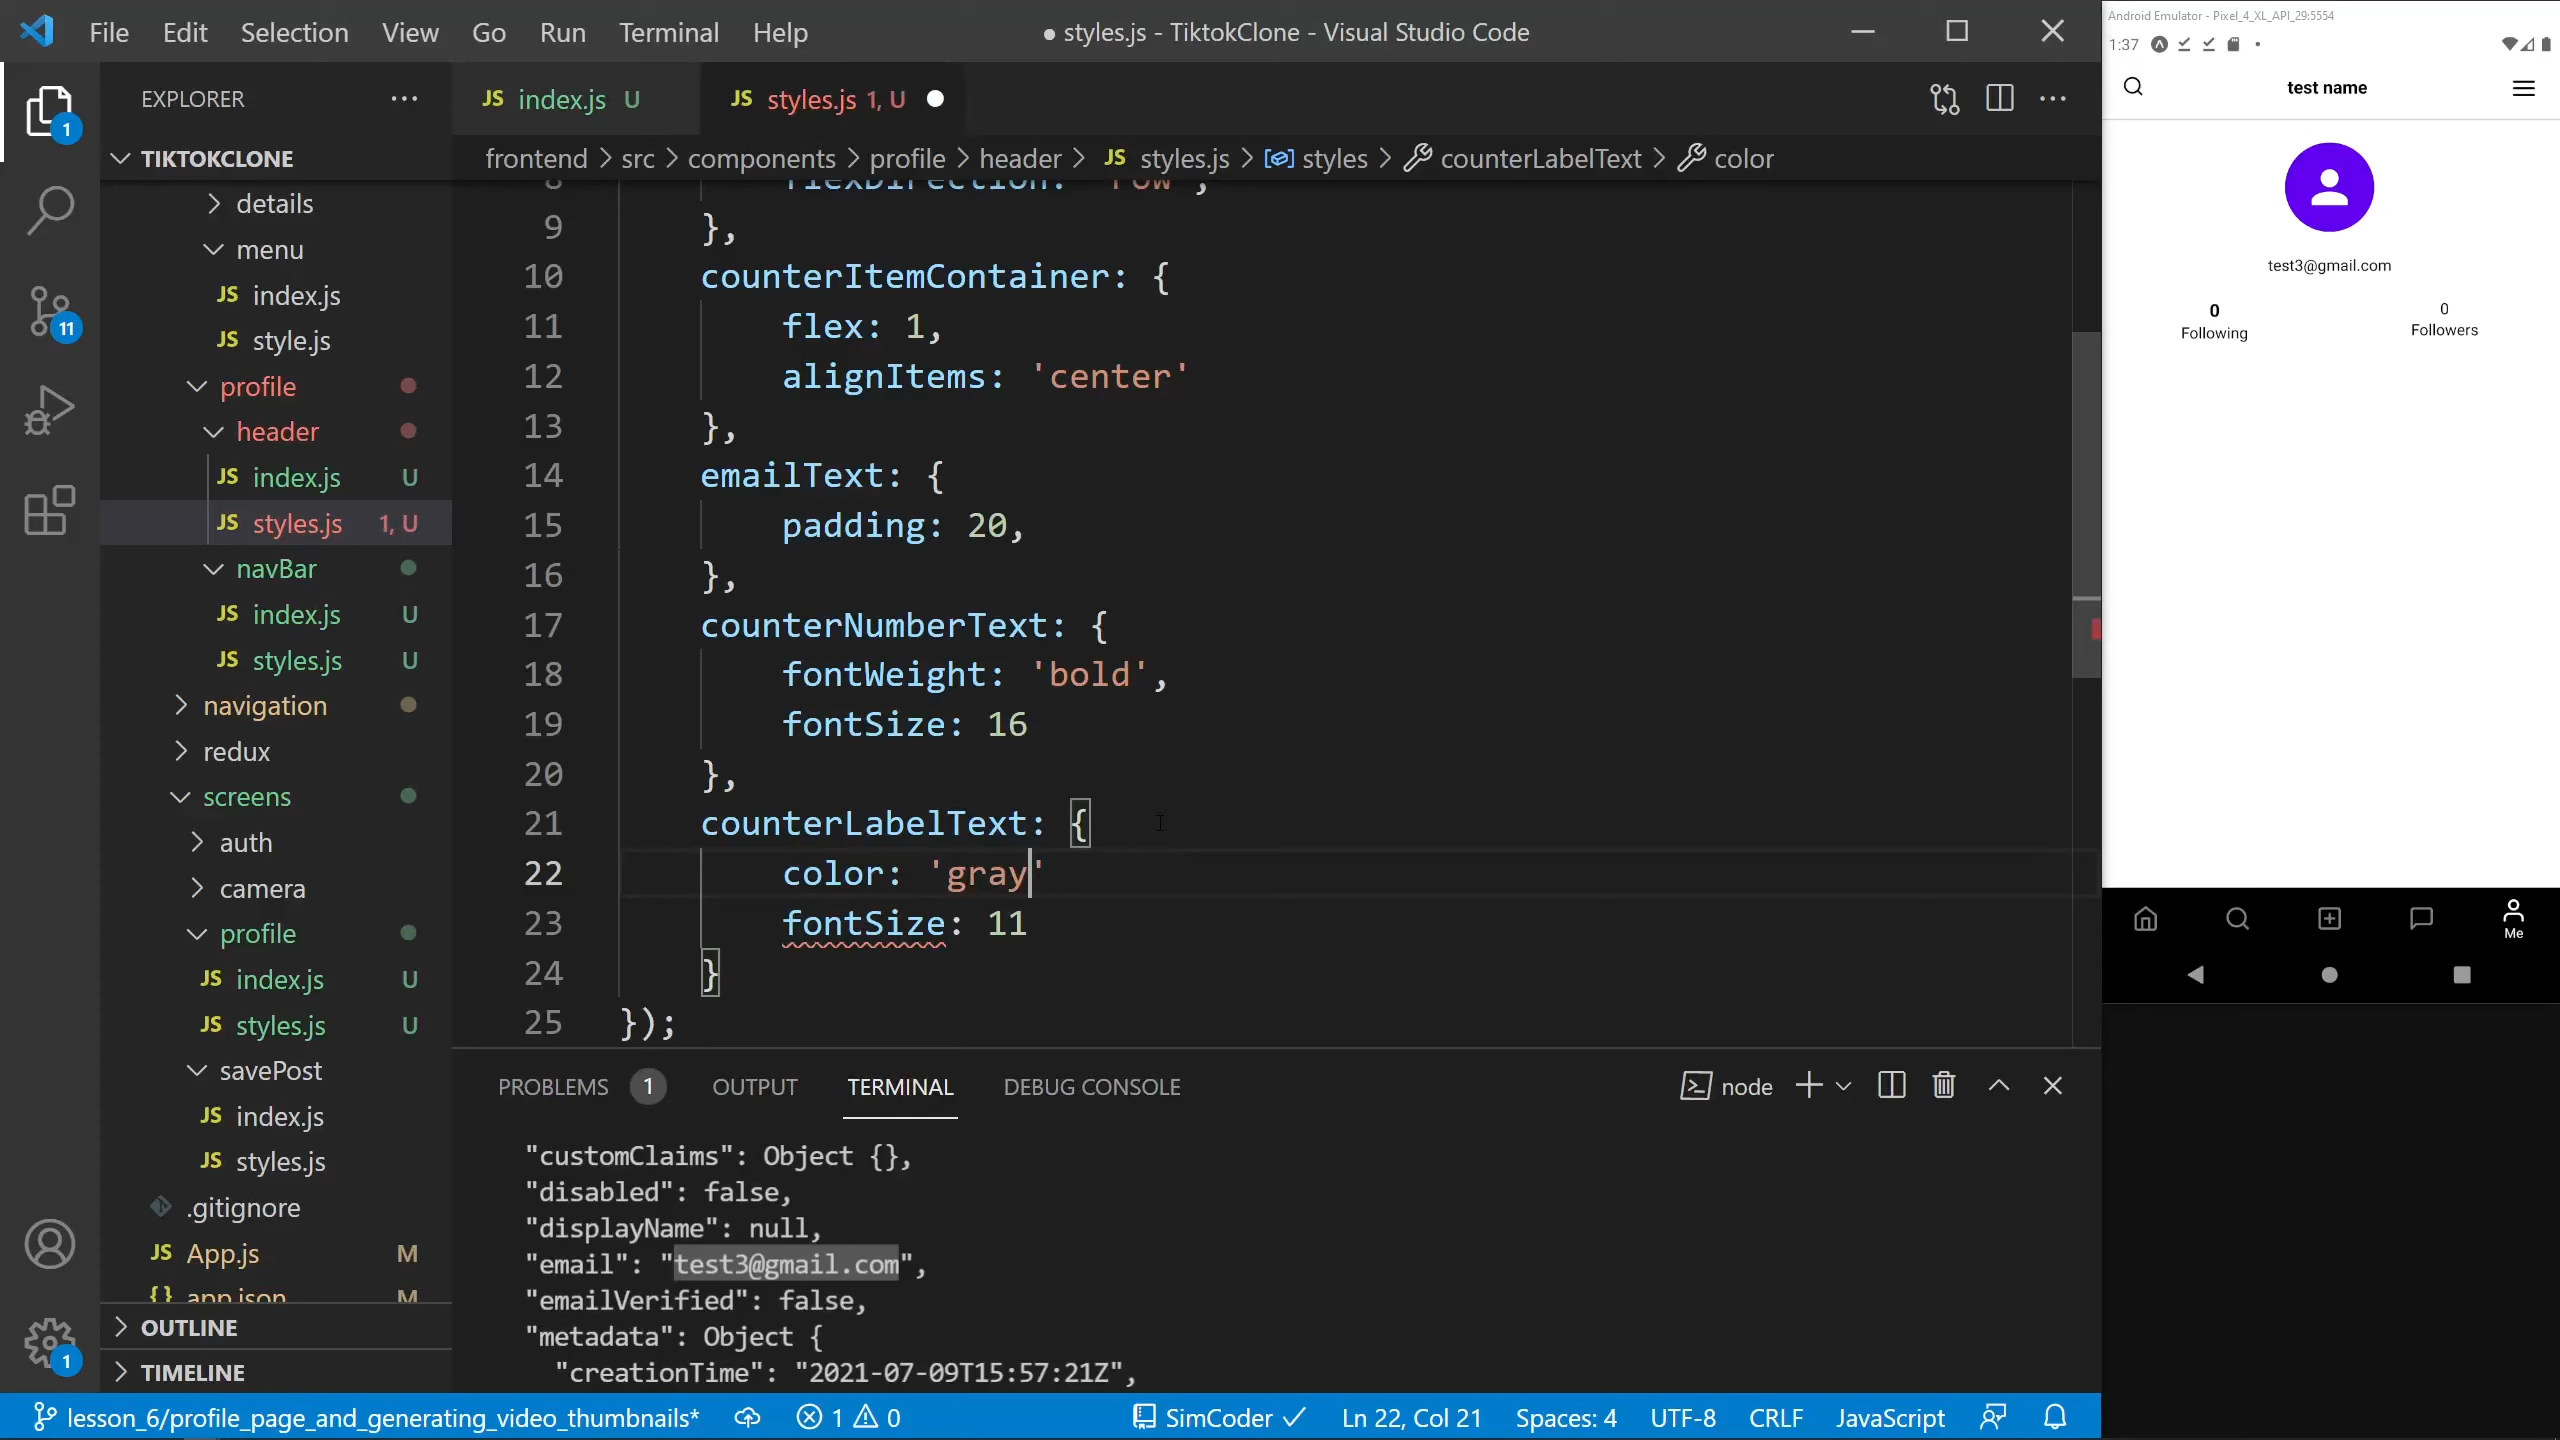 File Edit Selection View Go Run Terminal Help
● styles.js - TiktokClone - Visual Studio Code
EXPLORER
TIKTOKCLONE
details
menu
JS index.js
JS style.js
profile
header
JS index.js U
JS styles.js 1, U
navBar
JS index.js U
JS styles.js U
navigation
redux
screens
auth
camera
profile
JS index.js U
JS styles.js U
savePost
JS index.js
JS styles.js
.gitignore
JS App.js M
{} app.json M
OUTLINE
TIMELINE
1
11
1
JS index.js U
JS styles.js 1, U
frontend > src > components > profile > header > JS styles.js > styles > counterLabelText > color
8 flexDirection: 'row',
9 },
10 counterItemContainer: {
11 flex: 1,
12 alignItems: 'center'
13 },
14 emailText: {
15 padding: 20,
16 },
17 counterNumberText: {
18 fontWeight: 'bold',
19 fontSize: 16
20 },
21 counterLabelText: {
22 color: 'gray'
23 fontSize: 11
24 }
25 });
PROBLEMS 1 OUTPUT TERMINAL DEBUG CONSOLE
node
"customClaims": Object {},
"disabled": false,
"displayName": null,
"email": "test3@gmail.com",
"emailVerified": false,
"metadata": Object {
"creationTime": "2021-07-09T15:57:21Z",
lesson_6/profile_page_and_generating_video_thumbnails* 1 0 SimCoder Ln 22, Col 21 Spaces: 4 UTF-8 CRLF JavaScript
Android Emulator - Pixel_4_XL_API_29:5554
1:37
test name
test3@gmail.com
0
Following
0
Followers
Me